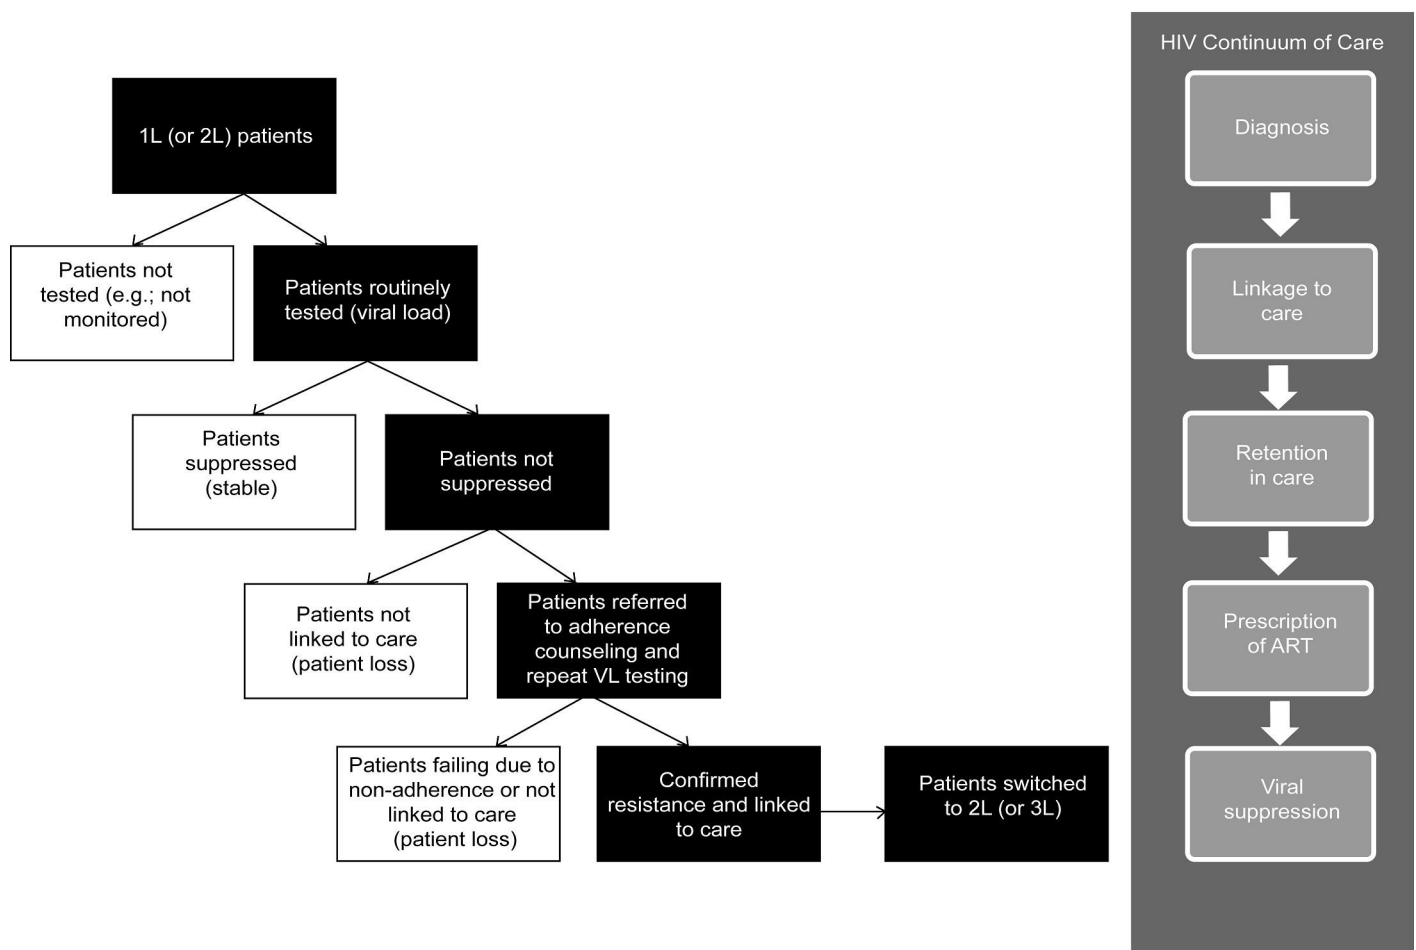 1L (or 2L) patients
Patients not
tested (e.g.; not
monitored)
Patients routinely
tested (viral load)
Patients
suppressed
(stable)
Patients not
suppressed
Patients not
linked to care
(patient loss)
Patients referred
to adherence
counseling and
repeat VL testing
Patients failing due to
non-adherence or not
linked to care
(patient loss)
Confirmed
resistance and linked
to care
Patients switched
to 2L (or 3L)
HIV Continuum of Care
Diagnosis
Linkage to
care
Retention
in care
Prescription
of ART
Viral
suppression